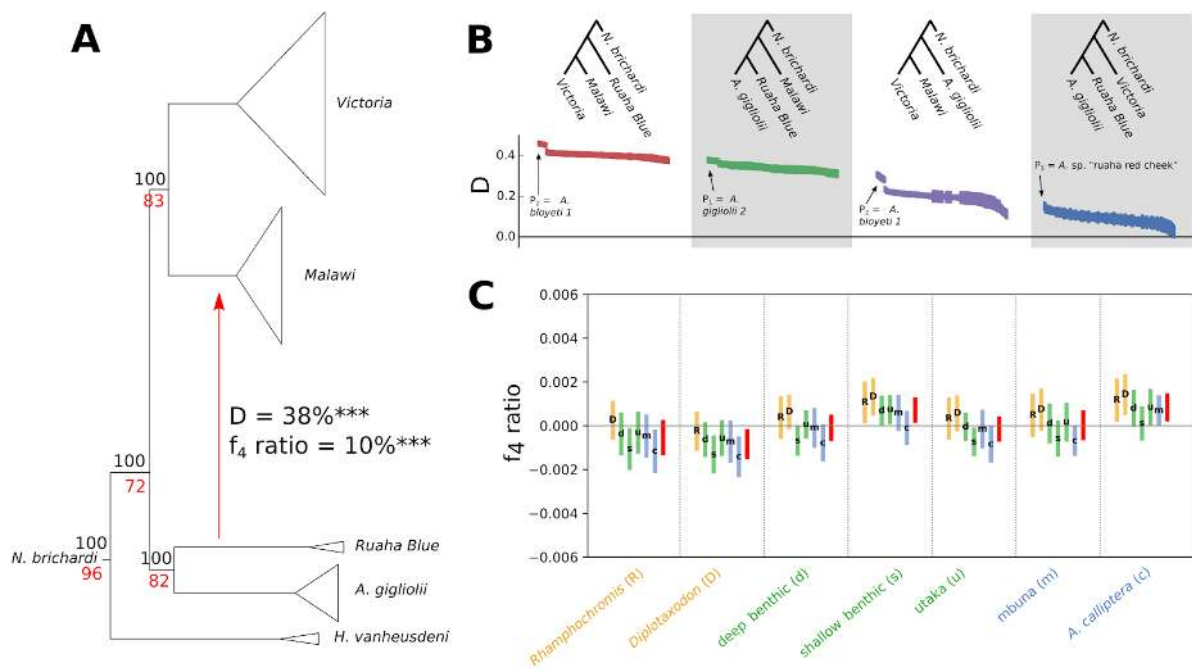 A
Victoria
100
83
Malawi
D = 38%***
f4 ratio = 10%***
100
72
N. brichardi
100
96
100
82
Ruaha Blue
A. gigliolii
H. vanheusdeni
B
N. brichardi
Ruaha Blue
Malawi
Victoria
N. brichardi
Malawi
Ruaha Blue
A. gigliolii
N. brichardi
A. gigliolii
Malawi
Victoria
N. brichardi
Victoria
Ruaha Blue
A. gigliolii
D
0.4
0.2
0.0
P2 = A.
bloyeti 1
P1 = A.
gigliolii 2
P2 = A.
bloyeti 1
P1 = A. sp. "ruaha red cheek"
C
f4 ratio
0.006
0.004
0.002
0.000
−0.002
−0.004
−0.006
D d s u m c
R d s u m c
R D s u m c
R D d u m c
R D d s m c
R D d s u c
R D d s u m
Rhamphochromis (R)
Diplotaxodon (D)
deep benthic (d)
shallow benthic (s)
utaka (u)
mbuna (m)
A. calliptera (c)